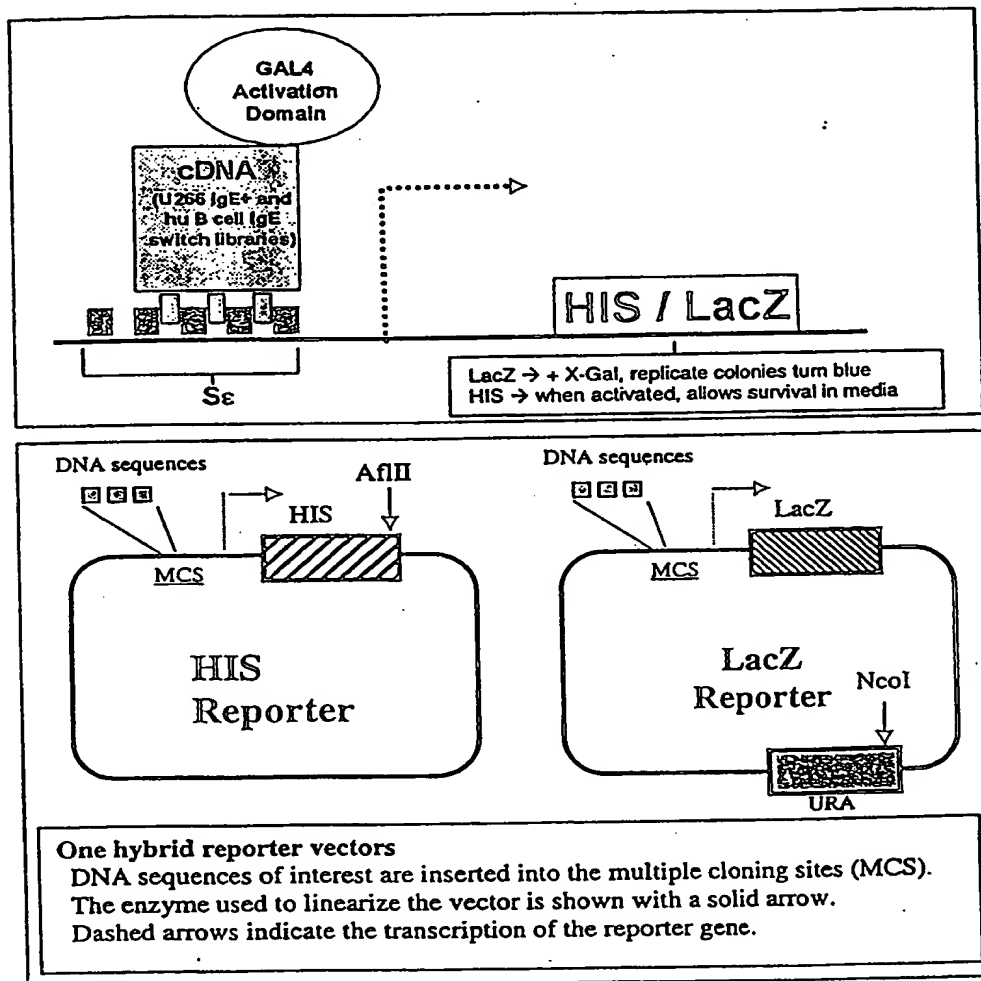 GAL4
Activation
Domain
cDNA
(U266 IgE+ and
hu B cell IgE
switch libraries)
HIS / LacZ
Sε
LacZ → + X-Gal, replicate colonies turn blue
HIS → when activated, allows survival in media
DNA sequences
AflII
HIS
MCS
HIS
Reporter
DNA sequences
LacZ
MCS
LacZ
Reporter
NcoI
URA
One hybrid reporter vectors
DNA sequences of interest are inserted into the multiple cloning sites (MCS).
The enzyme used to linearize the vector is shown with a solid arrow.
Dashed arrows indicate the transcription of the reporter gene.